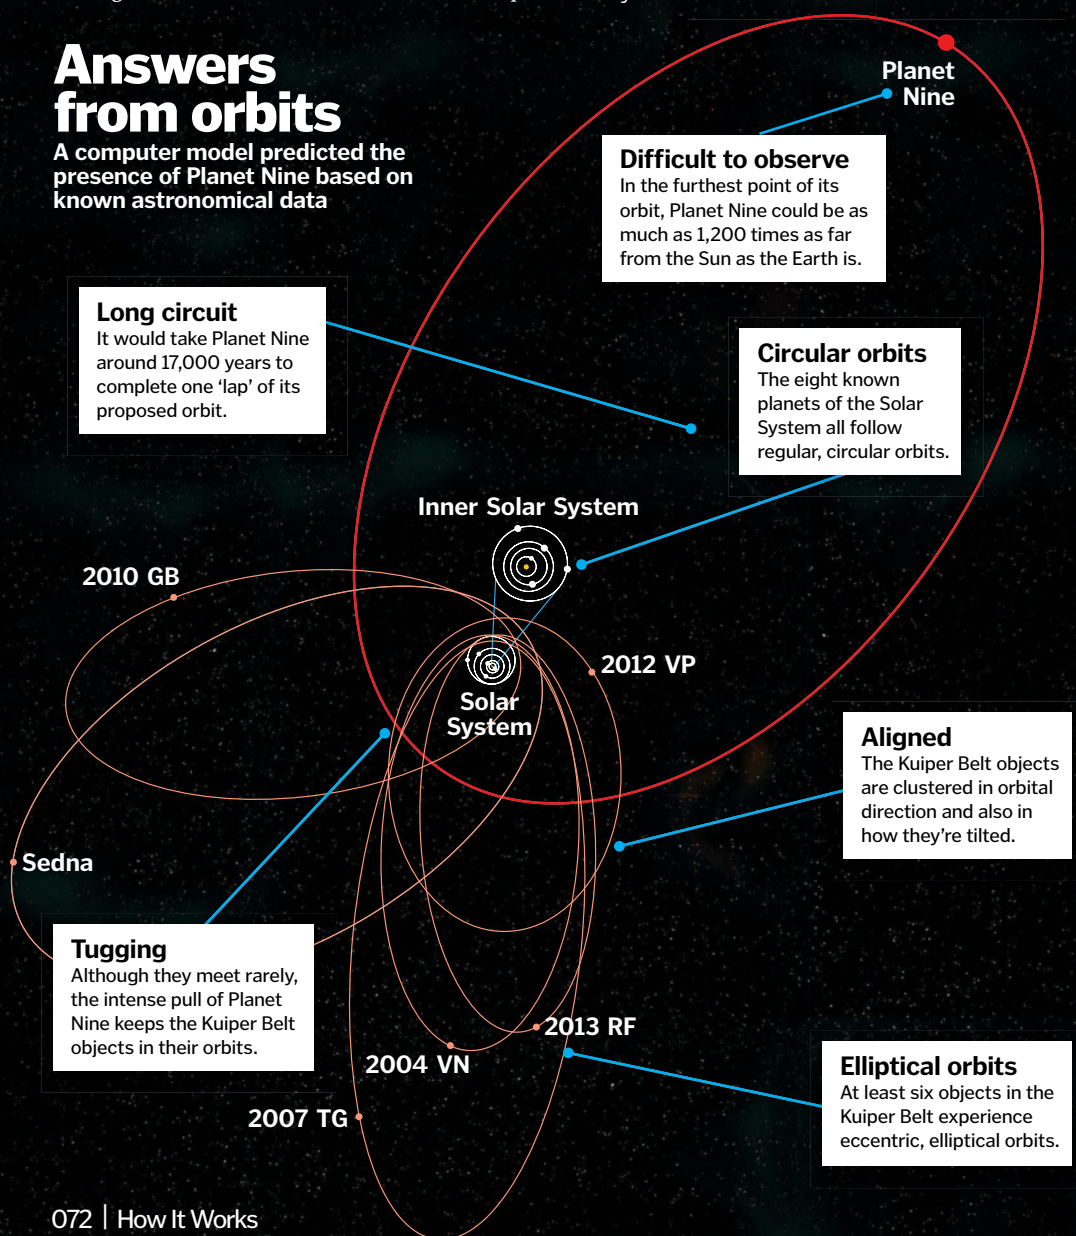 Answers
from orbits
A computer model predicted the
presence of Planet Nine based on
known astronomical data
Planet
Nine
Difficult to observe
In the furthest point of its
orbit, Planet Nine could be as
much as 1,200 times as far
from the Sun as the Earth is.
Long circuit
It would take Planet Nine
around 17,000 years to
complete one ‘lap’ of its
proposed orbit.
Circular orbits
The eight known
planets of the Solar
System all follow
regular, circular orbits.
Inner Solar System
2010 GB
2012 VP
Solar
System
Aligned
The Kuiper Belt objects
are clustered in orbital
direction and also in
how they’re tilted.
Sedna
Tugging
Although they meet rarely,
the intense pull of Planet
Nine keeps the Kuiper Belt
objects in their orbits.
2013 RF
2004 VN
Elliptical orbits
At least six objects in the
Kuiper Belt experience
eccentric, elliptical orbits.
2007 TG
072 | How It Works